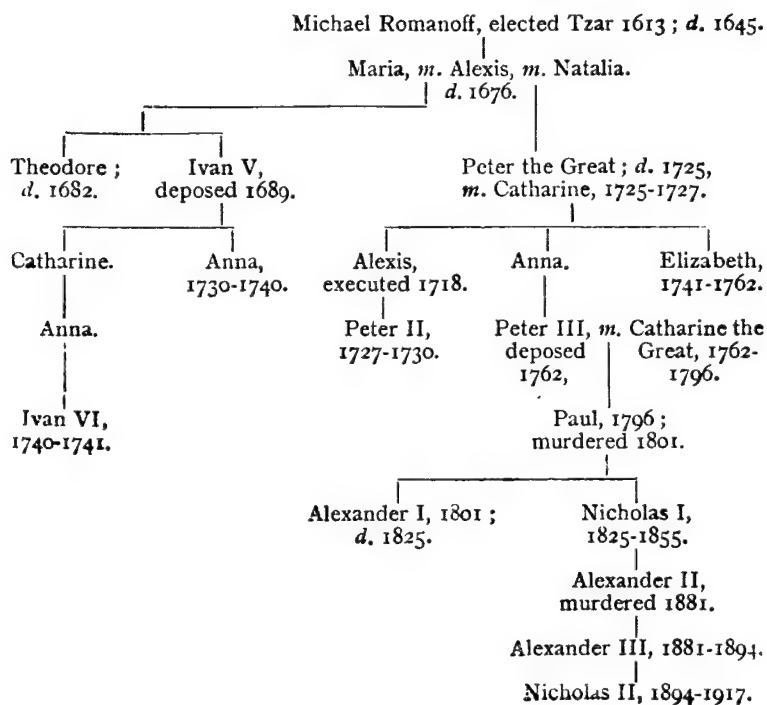 Michael Romanoff, elected Tzar 1613 ; d. 1645.
Maria, m. Alexis, m. Natalia.
d. 1676.
Theodore ; Ivan V, Peter the Great ; d. 1725,
d. 1682. deposed 1689. m. Catharine, 1725-1727.
Catharine. Anna, Alexis, Anna. Elizabeth,
1730-1740. executed 1718. 1741-1762.
Anna. Peter II, Peter III, m. Catharine the
1727-1730. deposed Great, 1762-
1762, 1796.
Ivan VI, Paul, 1796 ;
1740-1741. murdered 1801.
Alexander I, 1801 ; Nicholas I,
d. 1825. 1825-1855.
Alexander II,
murdered 1881.
Alexander III, 1881-1894.
Nicholas II, 1894-1917.